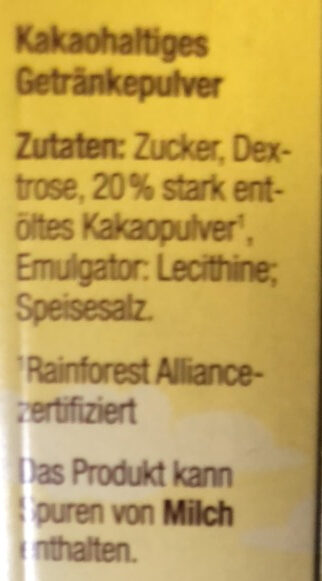 Kakaohaltiges
Getränkepulver
Zutaten: Zucker, Dex-
trose, 20% stark ent-
öltes Kakaopulver¹,
Emulgator: Lecithine;
Speisesalz.
¹Rainforest Alliance-
zertifiziert
Das Produkt kann
Spuren von Milch
enthalten.